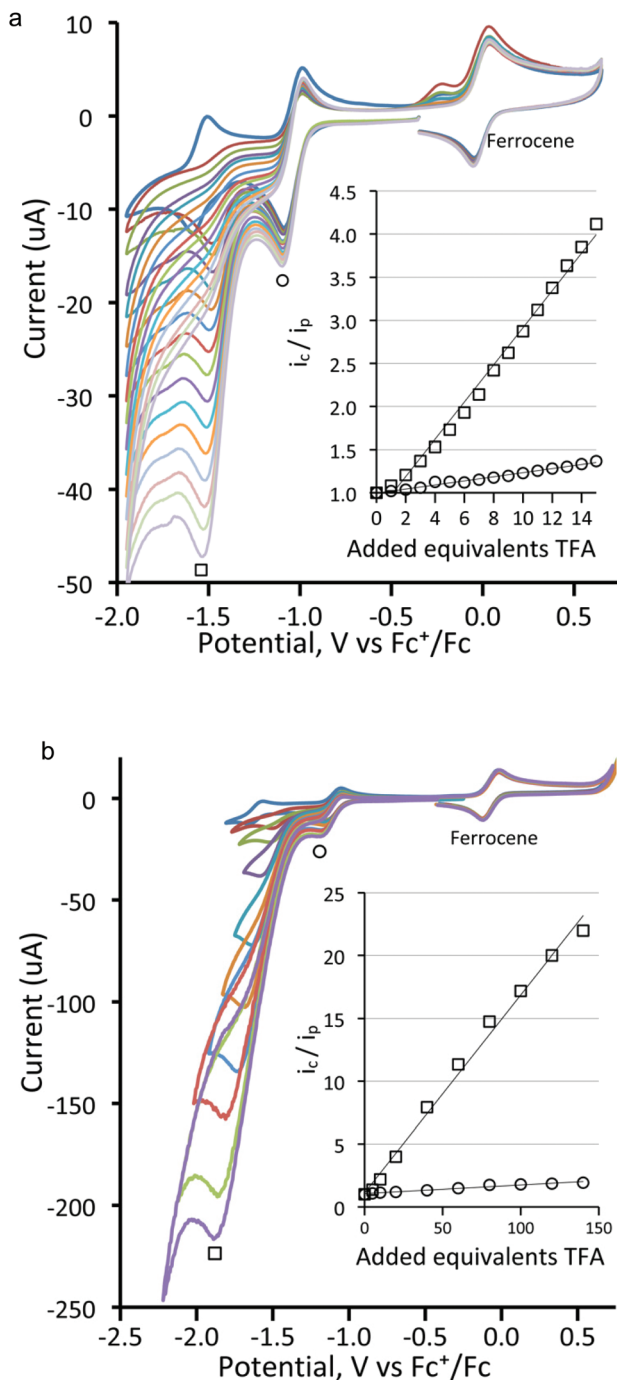 a
10
0
-10
-20
-30
-40
-50
Current (uA)
-2.0 -1.5 -1.0 -0.5 0.0 0.5
Potential, V vs Fc⁺/Fc
Ferrocene
4.5
4.0
3.5
3.0
2.5
2.0
1.5
1.0
i_c / i_p
0 2 4 6 8 10 12 14
Added equivalents TFA
b
0
-50
-100
-150
-200
-250
Current (uA)
-2.5 -2.0 -1.5 -1.0 -0.5 0.0 0.5
Potential, V vs Fc⁺/Fc
Ferrocene
25
20
15
10
5
0
i_c / i_p
0 50 100 150
Added equivalents TFA